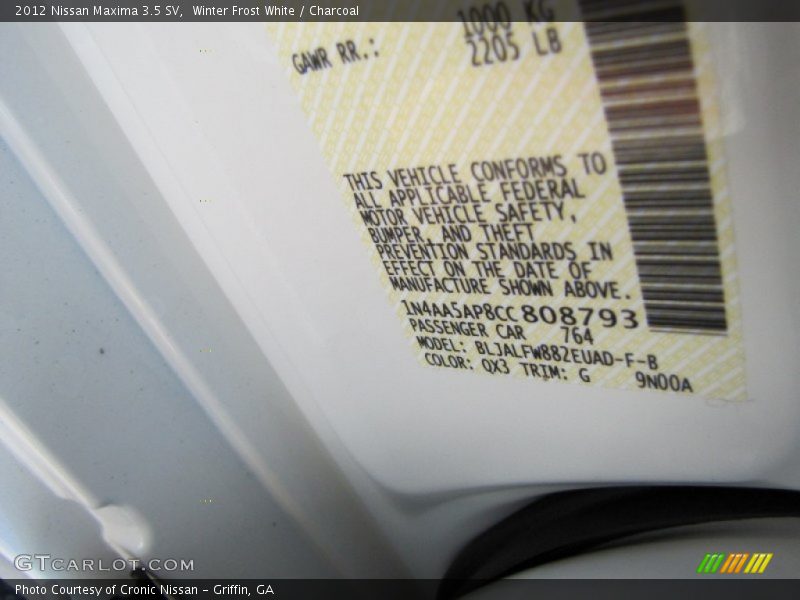 2012 Nissan Maxima 3.5 SV,  Winter Frost White / Charcoal
1000 KG
GAWR RR.: 2205 LB
THIS VEHICLE CONFORMS TO
ALL APPLICABLE FEDERAL
MOTOR VEHICLE SAFETY,
BUMPER, AND THEFT
PREVENTION STANDARDS IN
EFFECT ON THE DATE OF
MANUFACTURE SHOWN ABOVE.
1N4AA5AP8CC808793
PASSENGER CAR 764
MODEL: BLJALFW882EUAD-F-B
COLOR: QX3 TRIM: G 9N00A
GTCARLOT.COM
Photo Courtesy of Cronic Nissan - Griffin, GA